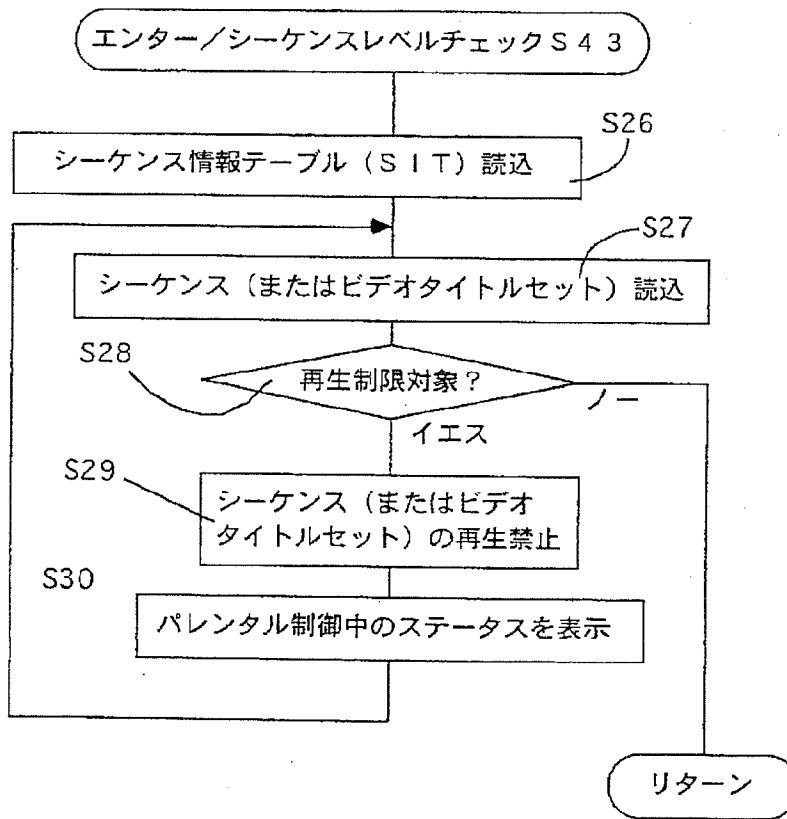 エンター／シーケンスレベルチェックＳ４３
S26
シーケンス情報テーブル（ＳＩＴ）読込
S27
シーケンス（またはビデオタイトルセット）読込
S28
再生制限対象？
ノー
イエス
S29
シーケンス（またはビデオ
タイトルセット）の再生禁止
S30
パレンタル制御中のステータスを表示
リターン